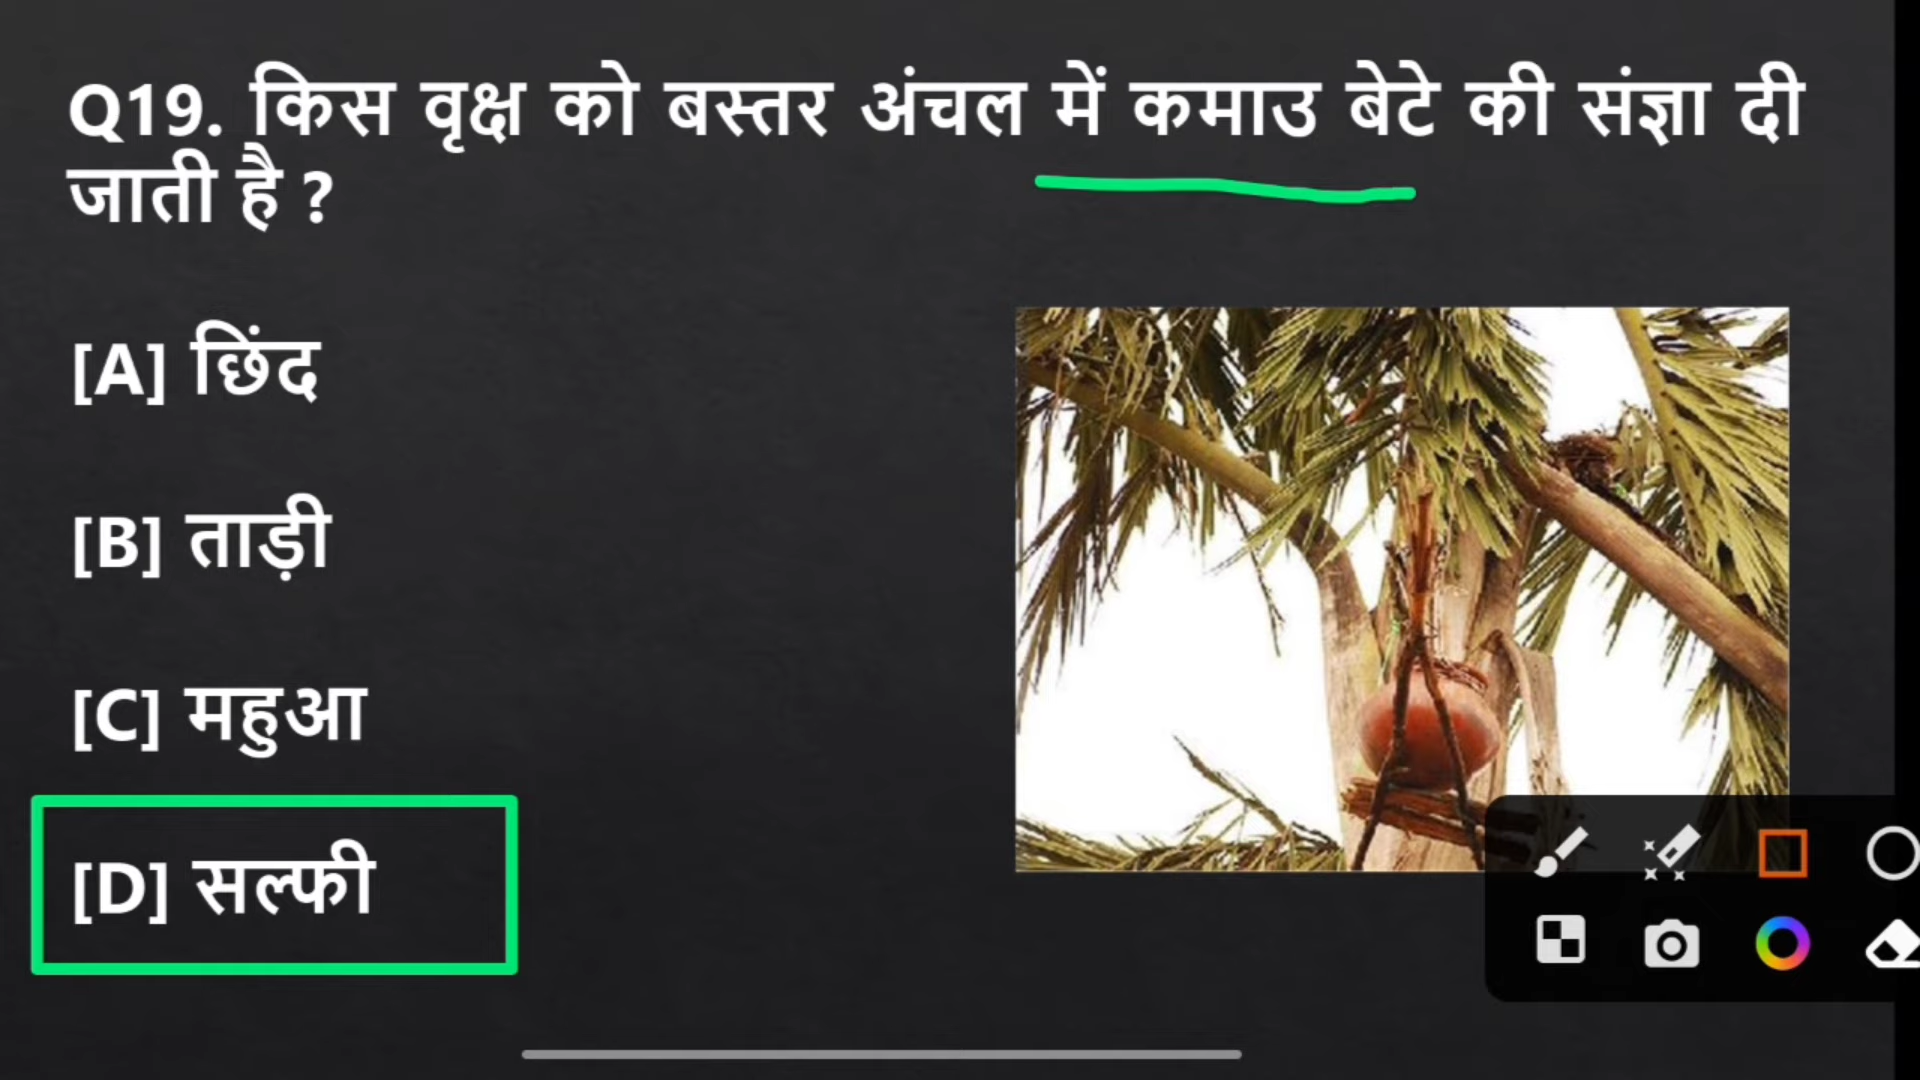 Q19. किस वृक्ष को बस्तर अंचल में कमाउ बेटे की संज्ञा दी
जाती है ?
[A] छिंद
[B] ताड़ी
[C] महुआ
[D] सल्फी